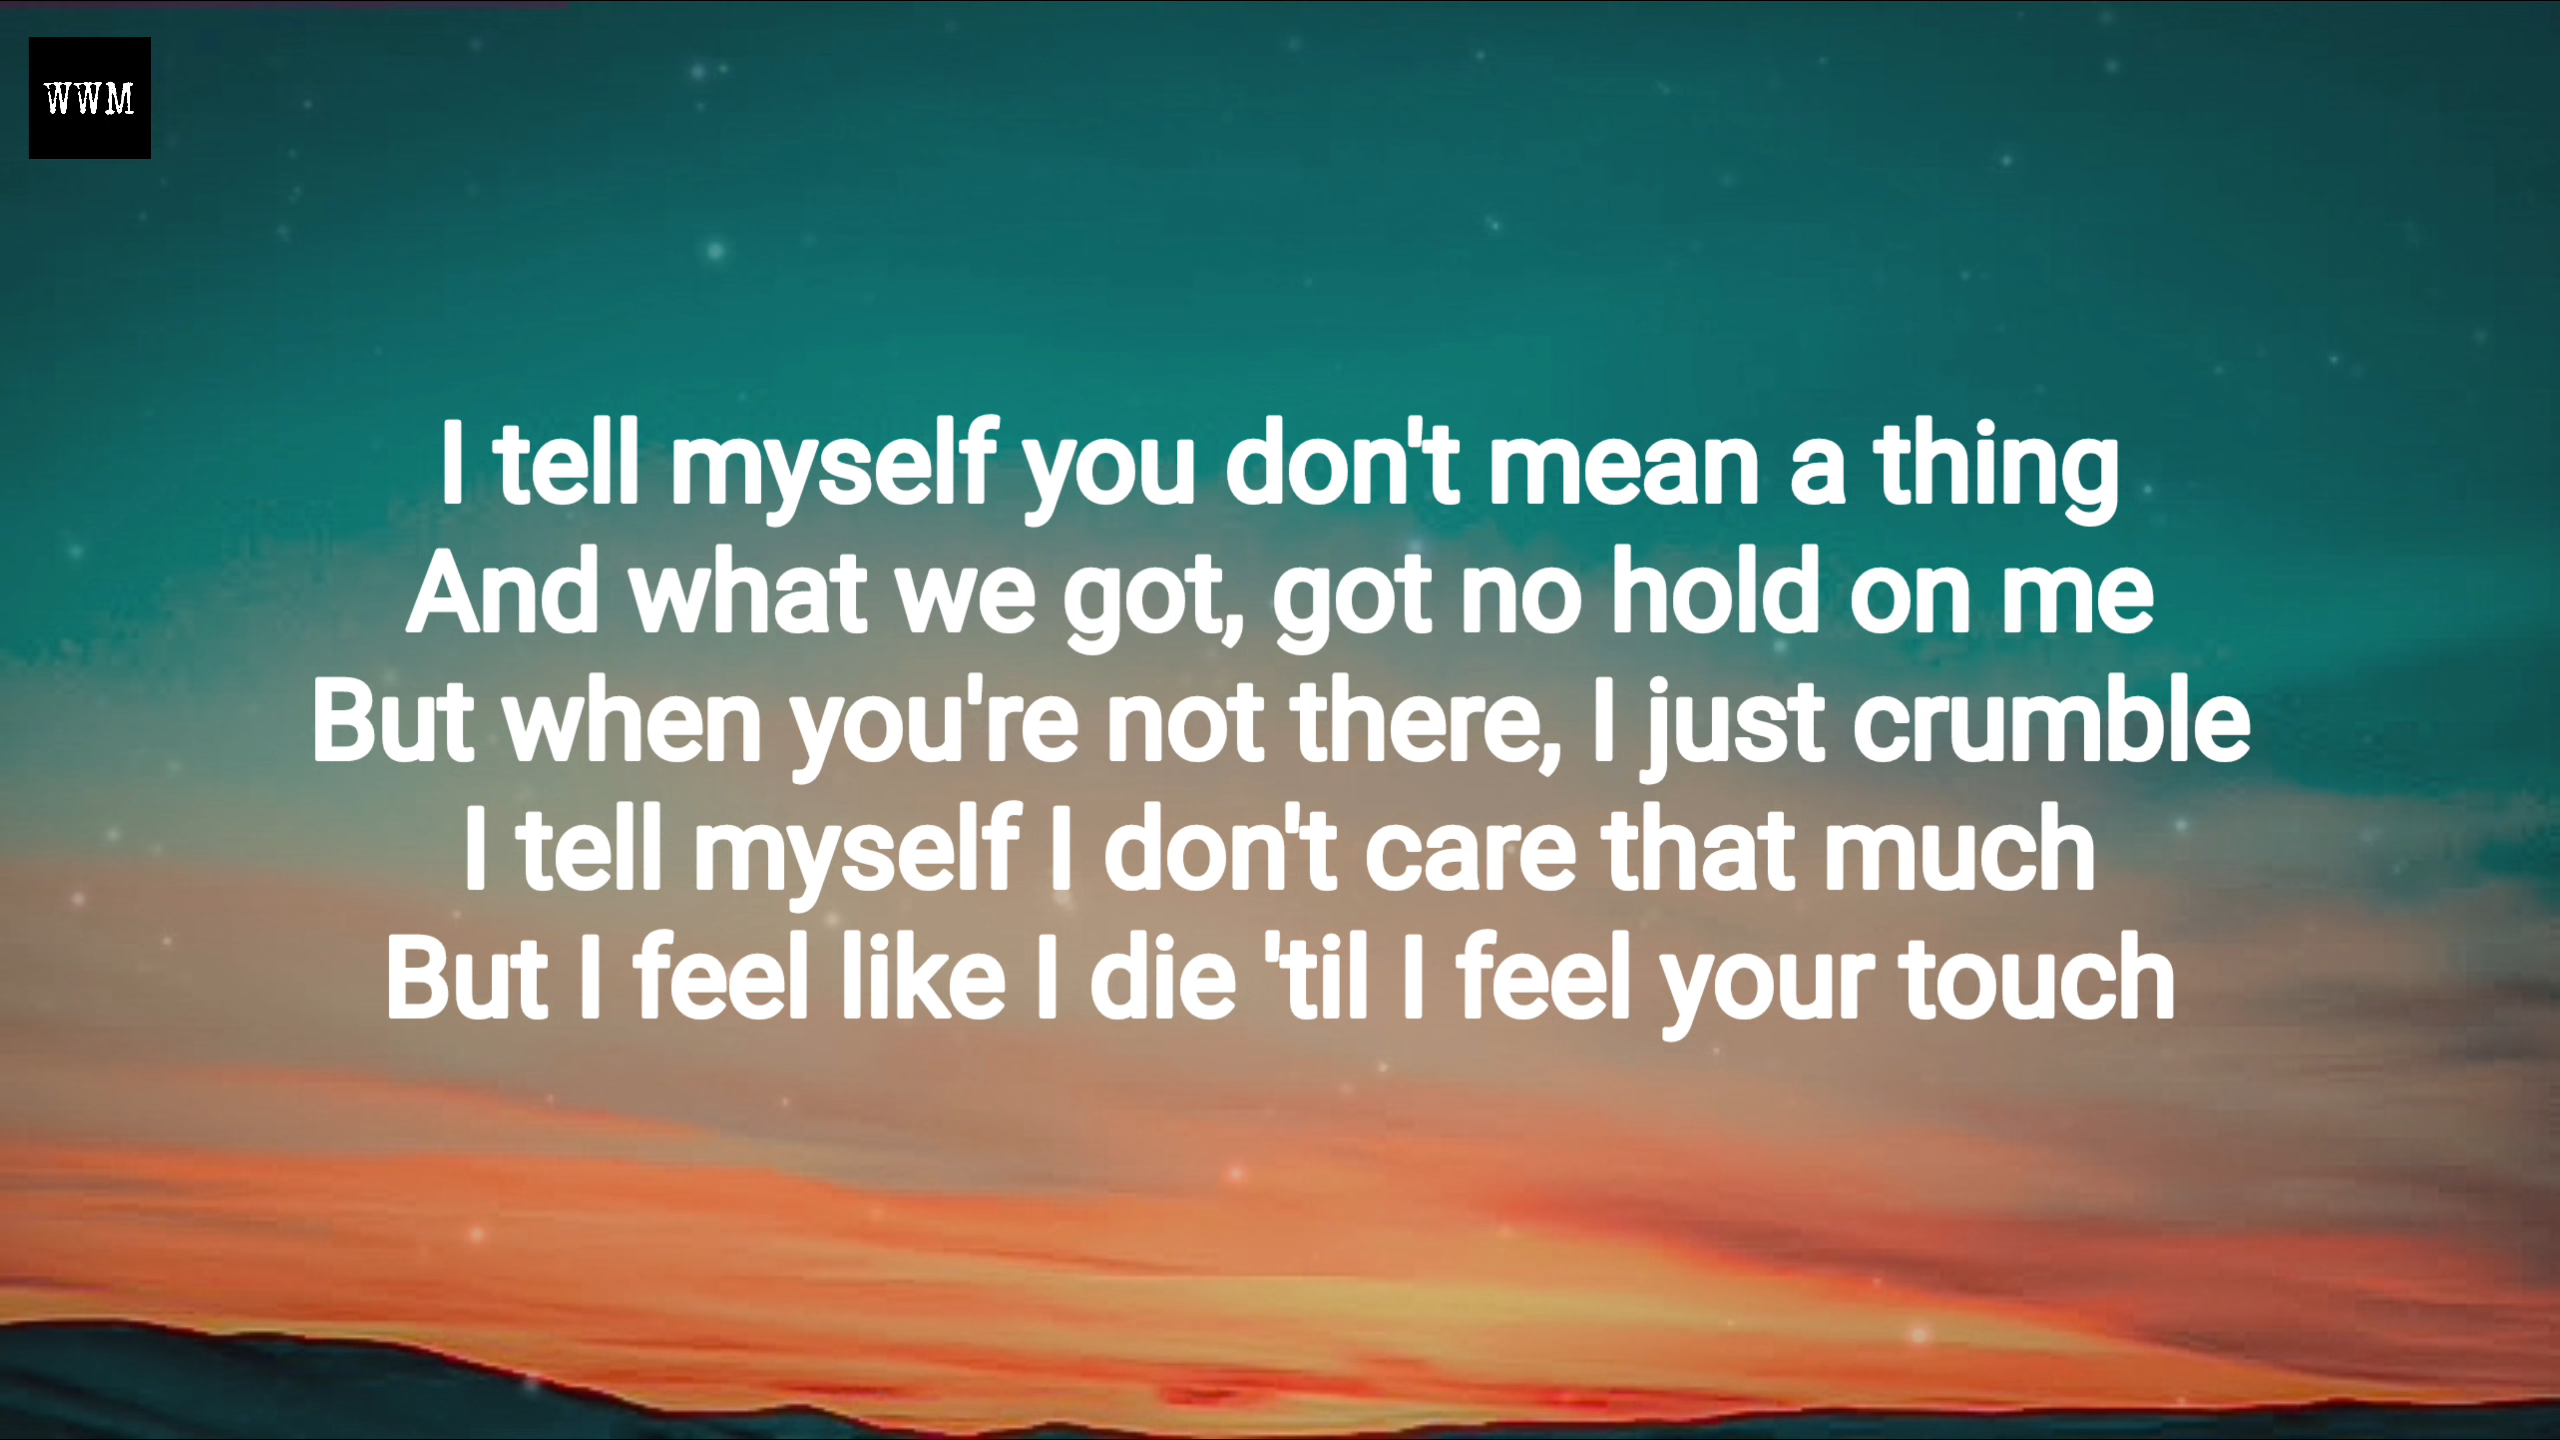 WWM
I tell myself you don't mean a thing
And what we got, got no hold on me
But when you're not there, I just crumble
I tell myself I don't care that much
But I feel like I die 'til I feel your touch